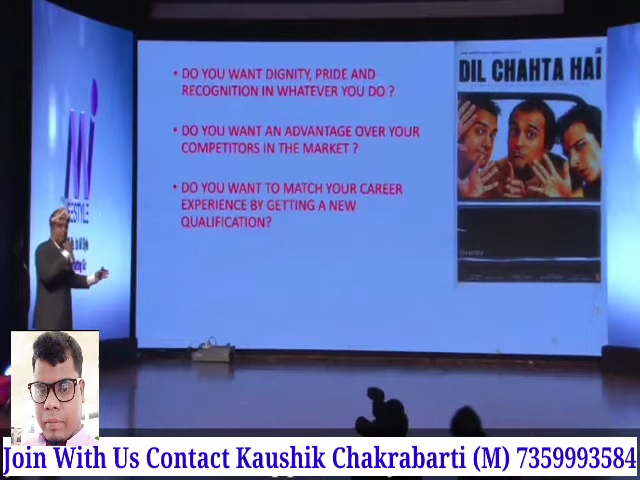 • DO YOU WANT DIGNITY, PRIDE AND
RECOGNITION IN WHATEVER YOU DO ?
• DO YOU WANT AN ADVANTAGE OVER YOUR
COMPETITORS IN THE MARKET ?
• DO YOU WANT TO MATCH YOUR CAREER
EXPERIENCE BY GETTING A NEW
QUALIFICATION?
DIL CHAHTA HAI
mi
Join With Us Contact Kaushik Chakrabarti (M) 7359993584